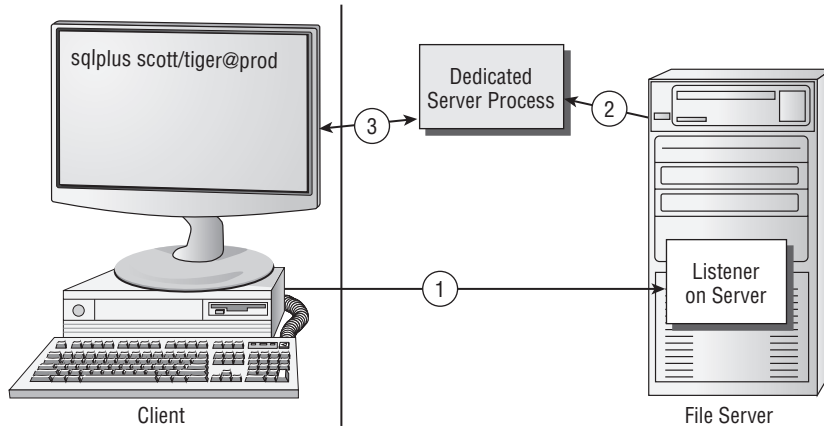 sqlplus scott/tiger@prod
Dedicated
Server Process
3
2
1
Listener
on Server
Client
File Server